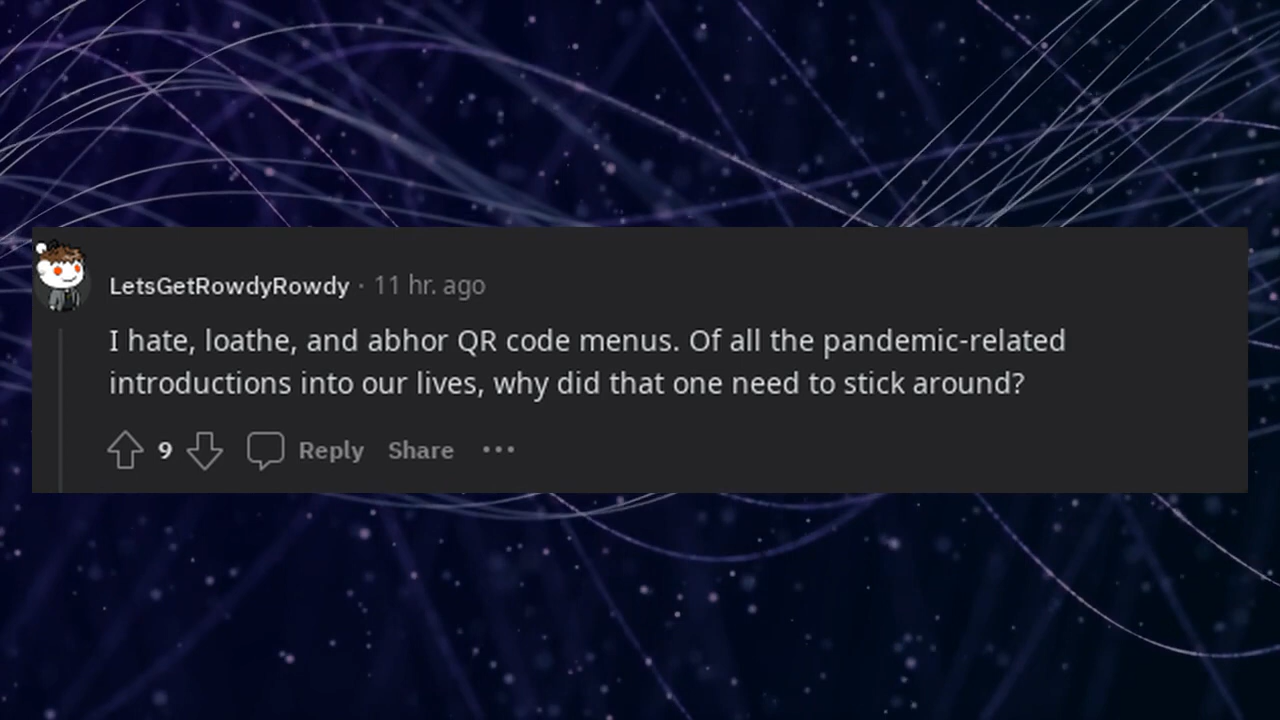 LetsGetRowdyRowdy · 11 hr. ago
I hate, loathe, and abhor QR code menus. Of all the pandemic-related
introductions into our lives, why did that one need to stick around?
9 Reply Share •••